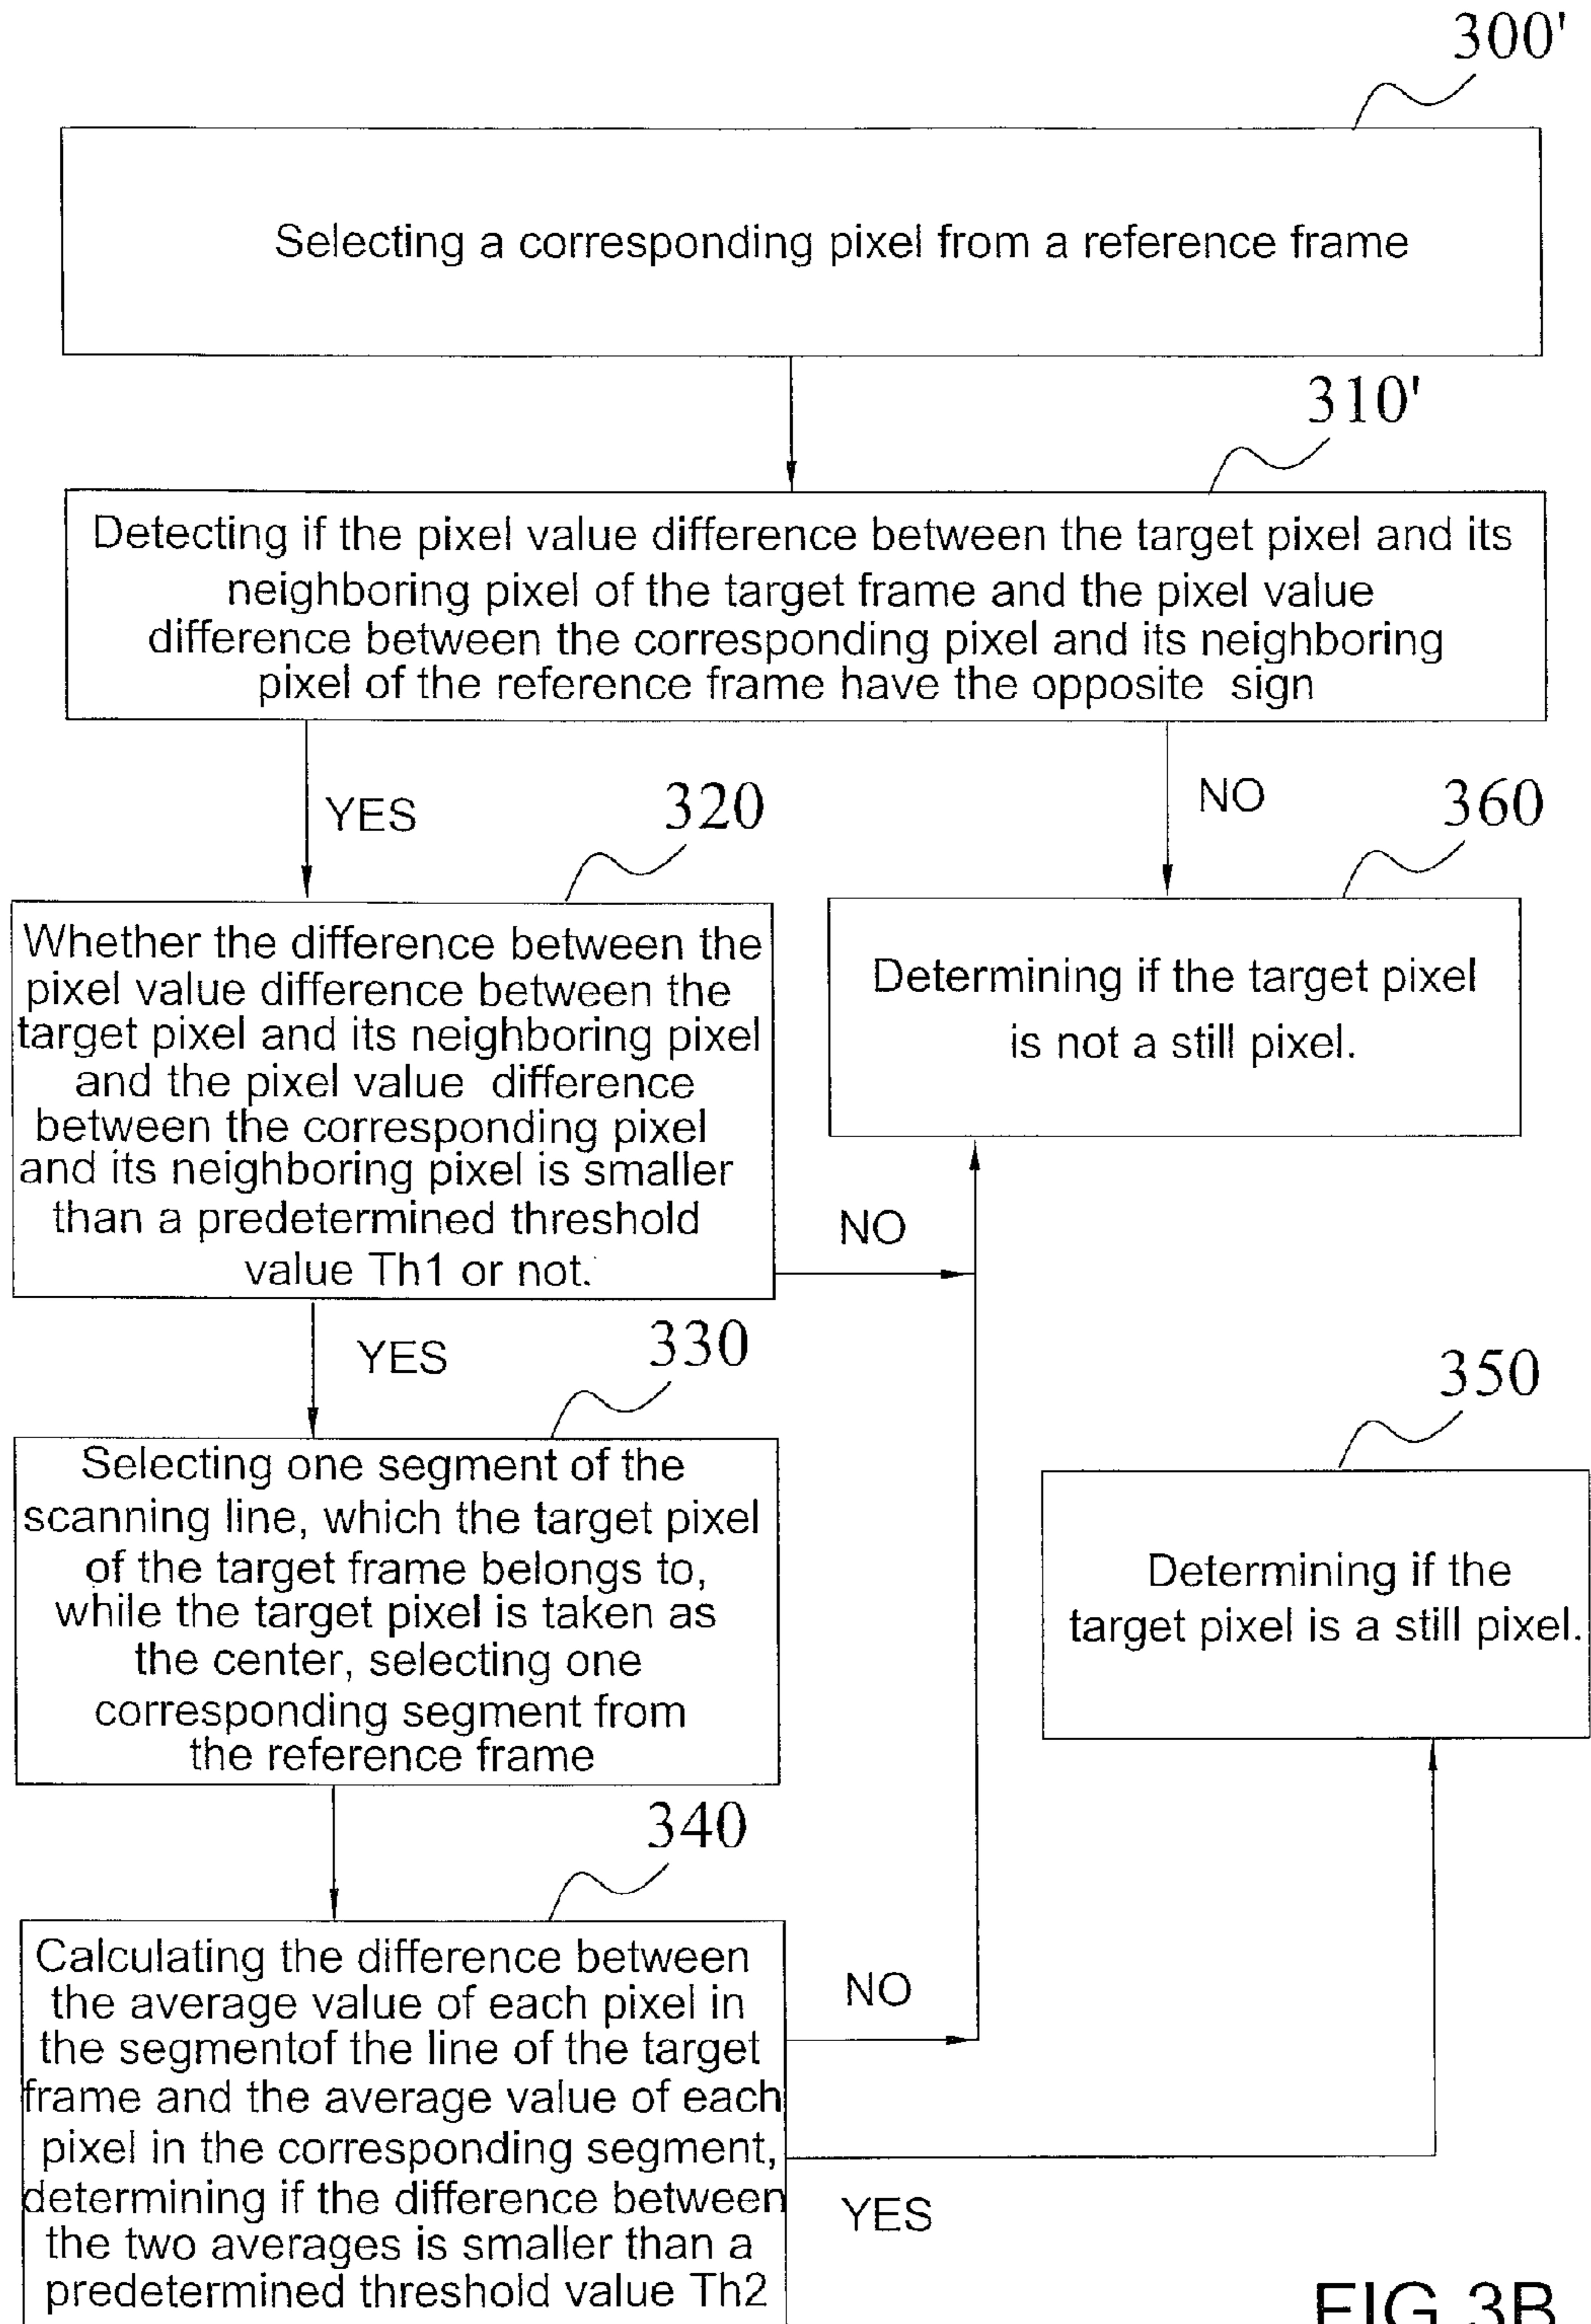 300'
Selecting a corresponding pixel from a reference frame
310'
Detecting if the pixel value difference between the target pixel and its
neighboring pixel of the target frame and the pixel value
difference between the corresponding pixel and its neighboring
pixel of the reference frame have the opposite sign
YES
320
NO
360
Whether the difference between the
pixel value difference between the
target pixel and its neighboring pixel
and the pixel value difference
between the corresponding pixel
and its neighboring pixel is smaller
than a predetermined threshold
value Th1 or not.
Determining if the target pixel
is not a still pixel.
NO
YES
330
350
Selecting one segment of the
scanning line, which the target pixel
of the target frame belongs to,
while the target pixel is taken as
the center, selecting one
corresponding segment from
the reference frame
Determining if the
target pixel is a still pixel.
340
Calculating the difference between
the average value of each pixel in
the segmentof the line of the target
frame and the average value of each
pixel in the corresponding segment,
determining if the difference between
the two averages is smaller than a
predetermined threshold value Th2
NO
YES
FIG.3B